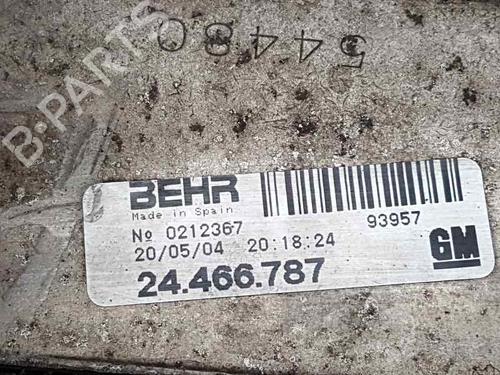 54480
B-PARTS
BEHR
Made in Spain
No 0212367
93957
20/05/04 20:18:24
24.466.787
GM